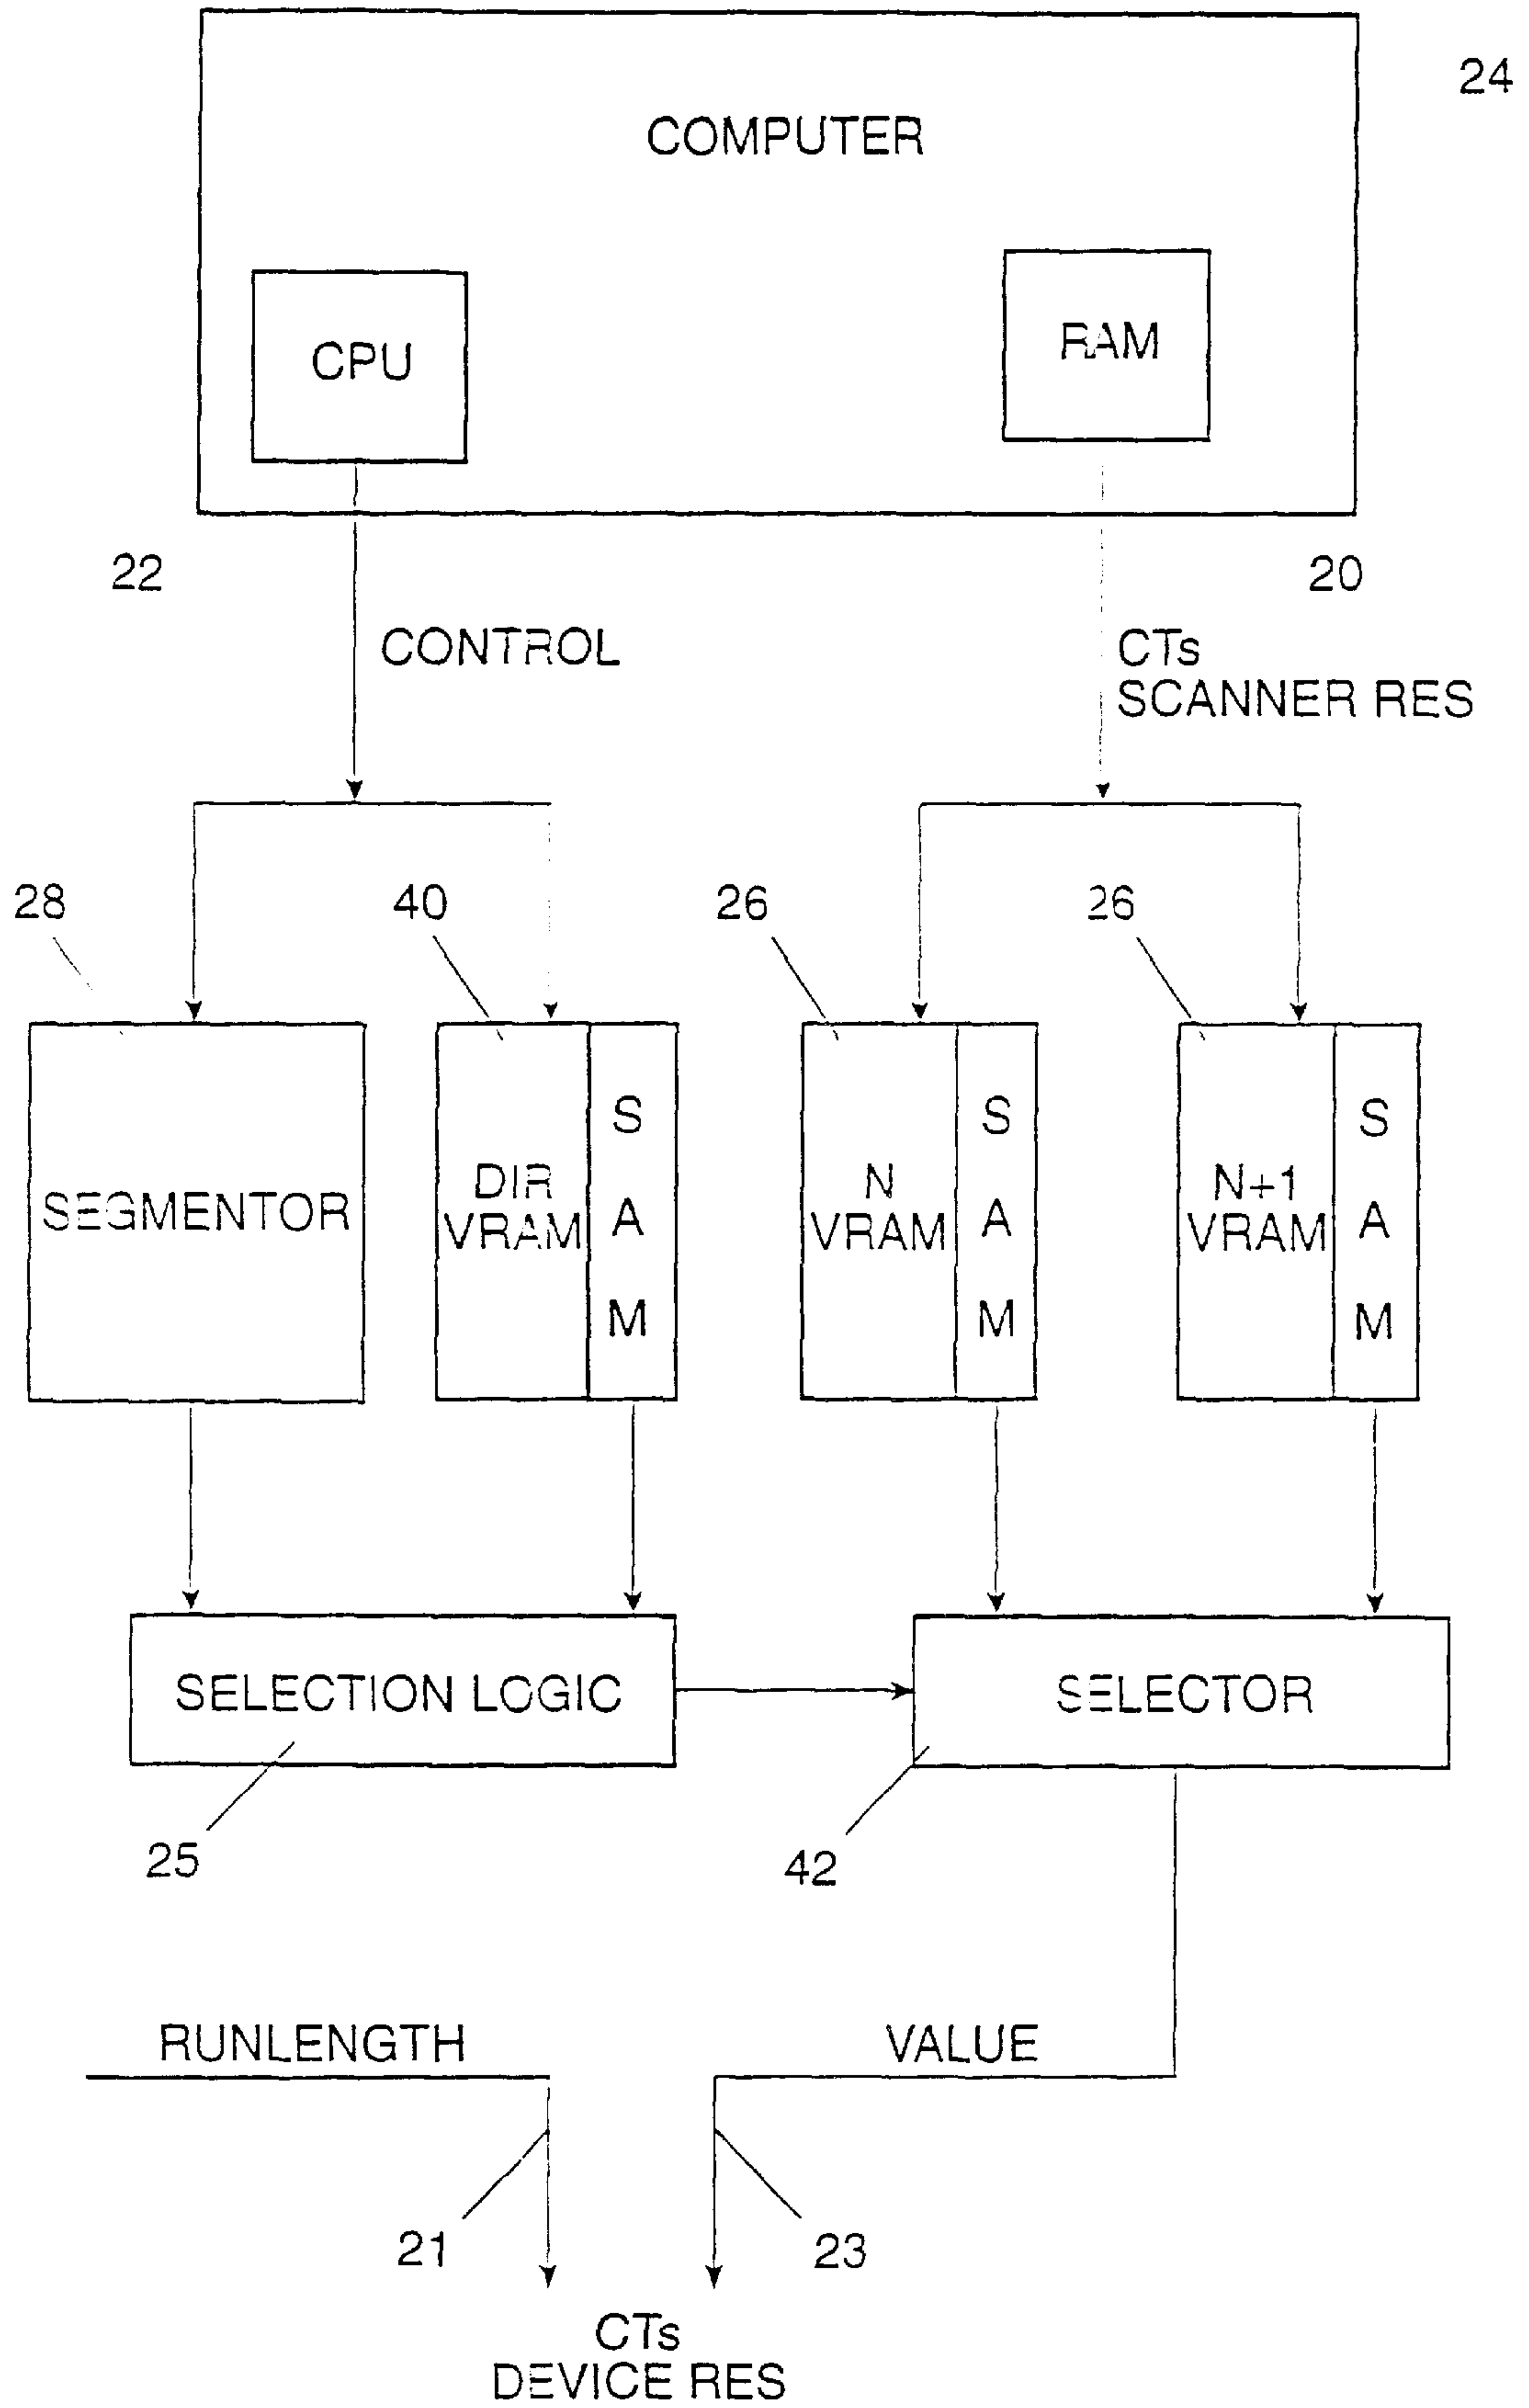 24
COMPUTER
CPU
RAM
22
20
CONTROL
CTs
SCANNER RES
28
40
26
26
SEGMENTOR
DIR
VRAM
S
A
M
N
VRAM
S
A
M
N+1
VRAM
S
A
M
SELECTION LOGIC
SELECTOR
25
42
RUNLENGTH
VALUE
21
23
CTs
DEVICE RES